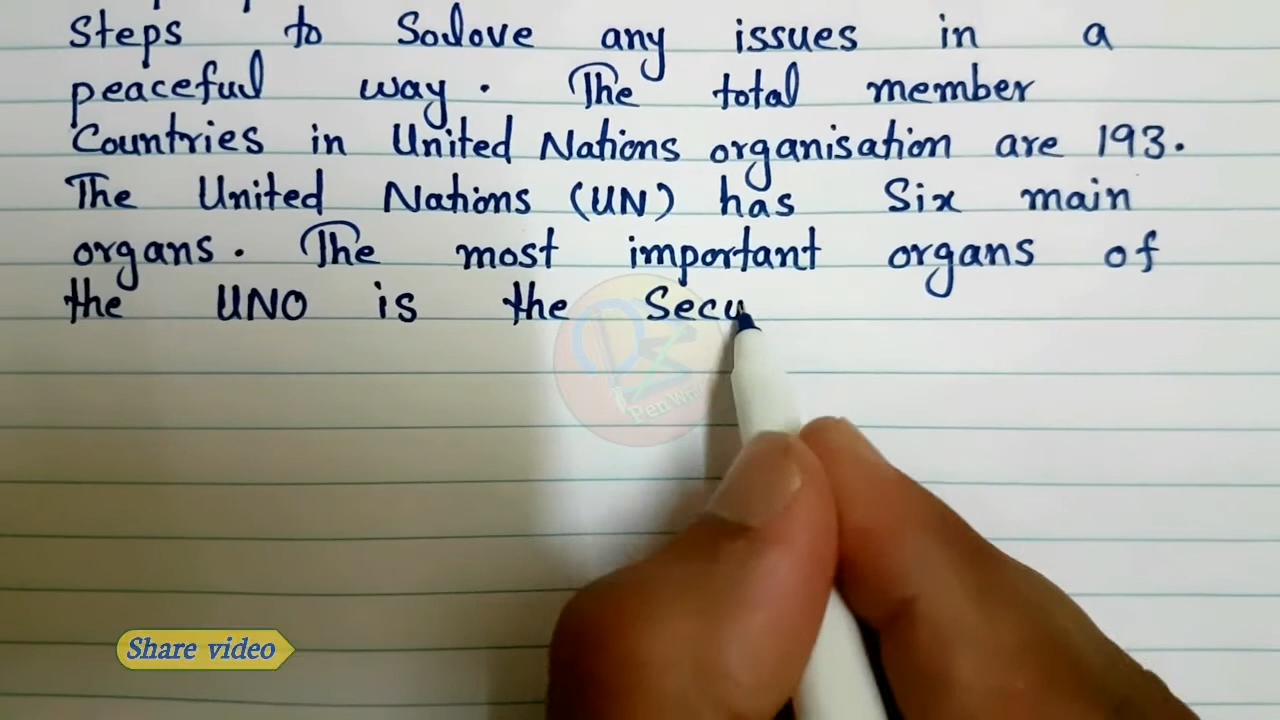 Steps to Solove any issues in a
peaceful way. The total member
Countries in United Nations organisation are 193.
The United Nations (UN) has Six main
organs. The most important organs of
the UNO is the Secu
Pen Wri
Share video